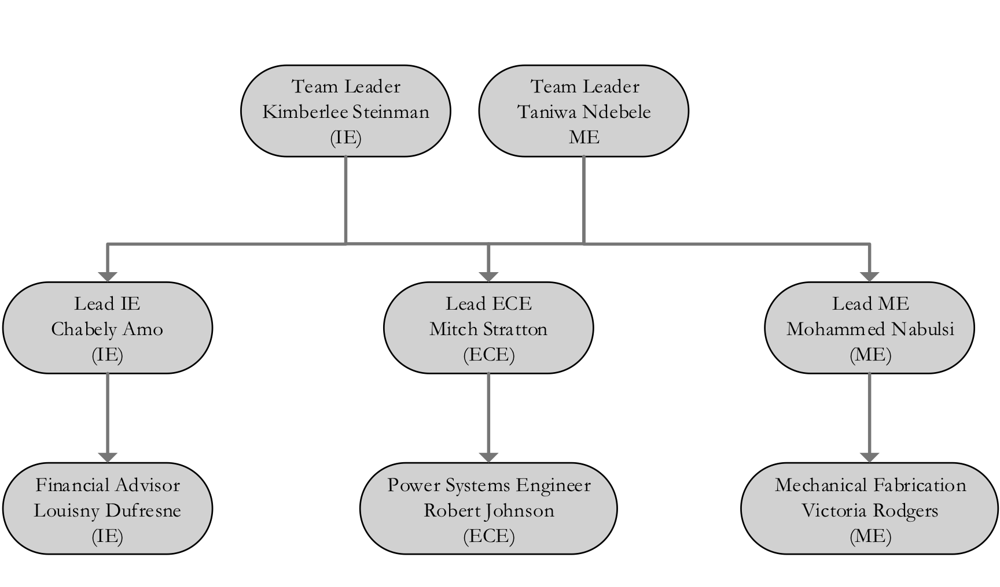 Team Leader
Kimberlee Steinman
(IE)
Team Leader
Taniwa Ndebele
ME
Lead IE
Chabely Amo
(IE)
Lead ECE
Mitch Stratton
(ECE)
Lead ME
Mohammed Nabulsi
(ME)
Financial Advisor
Louisny Dufresne
(IE)
Power Systems Engineer
Robert Johnson
(ECE)
Mechanical Fabrication
Victoria Rodgers
(ME)